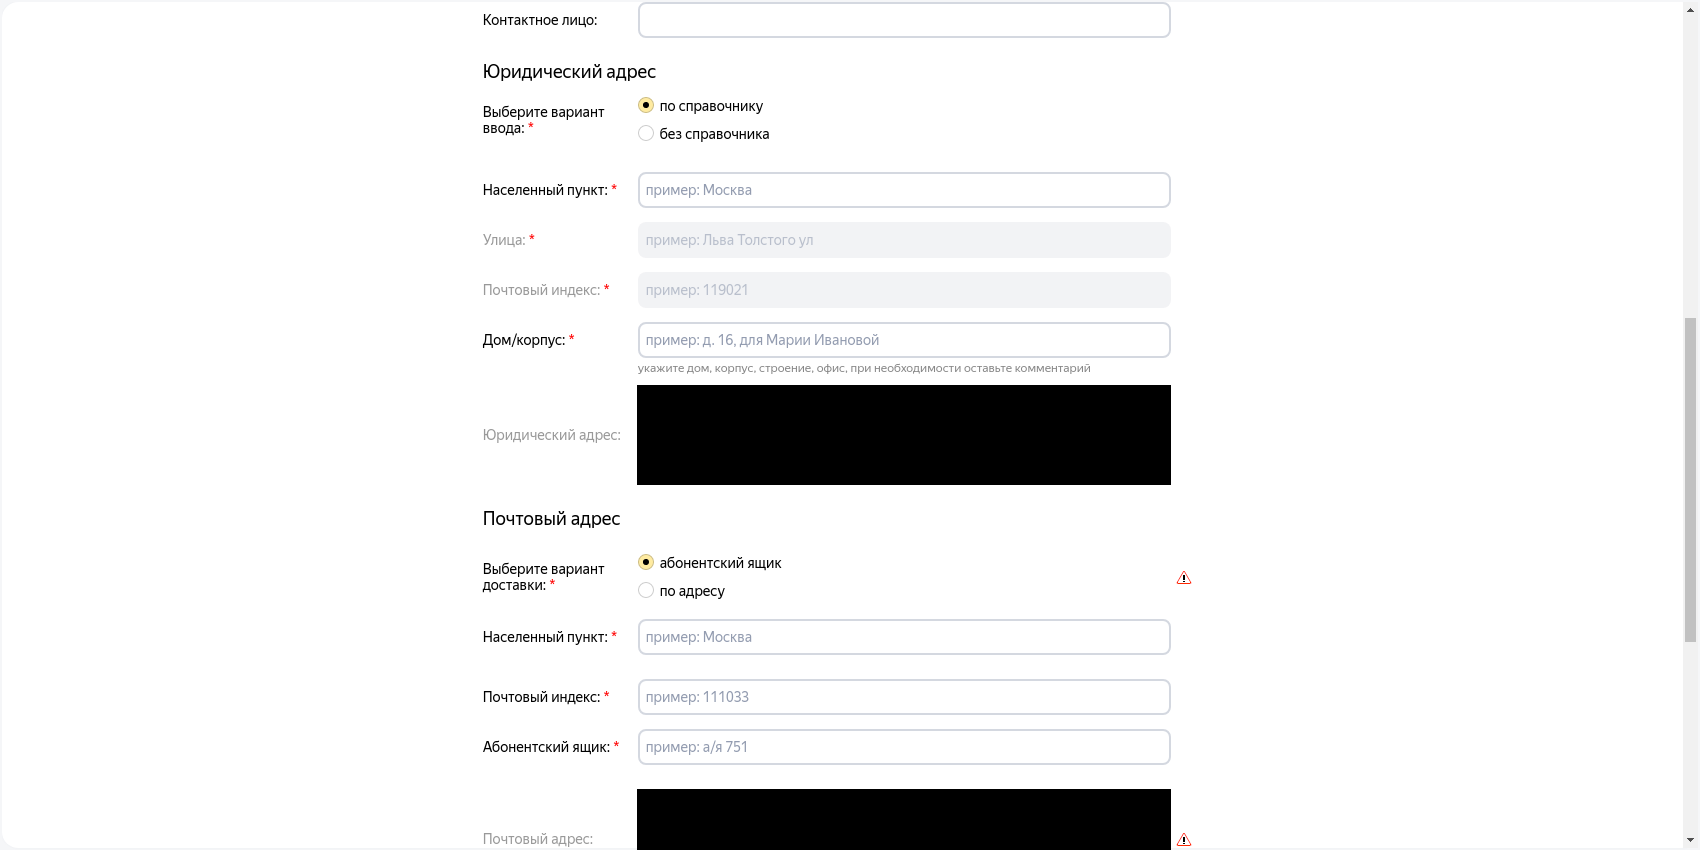 Контактное лицо:
Юридический адрес
Выберите вариант
ввода: *
по справочнику
без справочника
Населенный пункт: *
пример: Москва
Улица: *
пример: Льва Толстого ул
Почтовый индекс: *
пример: 119021
Дом/корпус: *
пример: д. 16, для Марии Ивановой
укажите дом, корпус, строение, офис, при необходимости оставьте комментарий
Юридический адрес:
Почтовый адрес
Выберите вариант
доставки: *
абонентский ящик
по адресу
Населенный пункт: *
пример: Москва
Почтовый индекс: *
пример: 111033
Абонентский ящик: *
пример: а/я 751
Почтовый адрес: